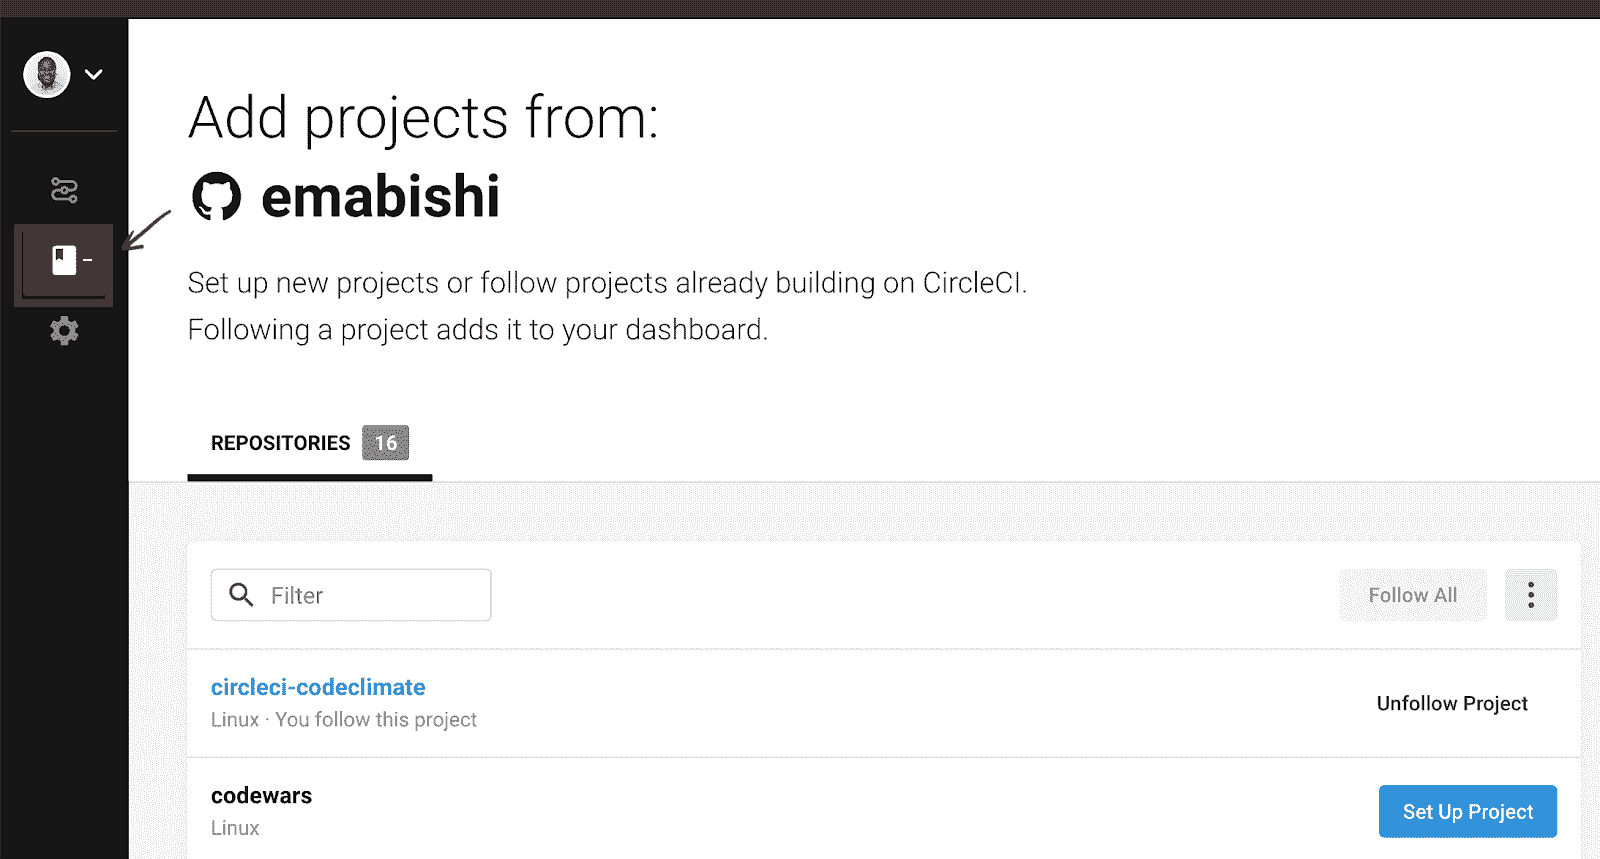 Add projects from:
emabishi
Set up new projects or follow projects already building on CircleCI.
Following a project adds it to your dashboard.
REPOSITORIES 16
Filter
Follow All
circleci-codeclimate
Linux · You follow this project
Unfollow Project
codewars
Linux
Set Up Project